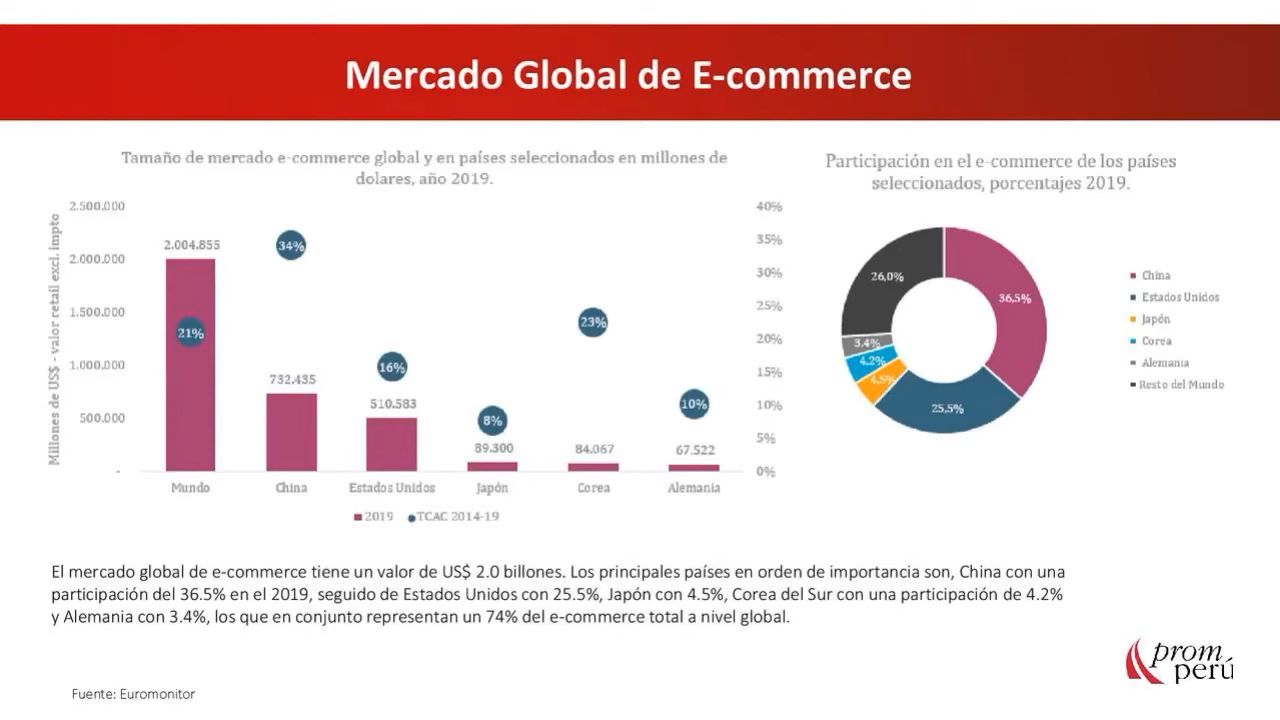 Mercado Global de E-commerce
Tamaño de mercado e-commerce global y en países seleccionados en millones de
dolares, año 2019.
Millones de US$ - valor retail excl. impto
2.500.000
2.000.000
1.500.000
1.000.000
500.000
-
2.004.855
732.435
510.583
89.300
84.067
67.522
21%
34%
16%
8%
23%
10%
40%
35%
30%
25%
20%
15%
10%
5%
0%
Mundo
China
Estados Unidos
Japón
Corea
Alemania
2019
TCAC 2014-19
Participación en el e-commerce de los países
seleccionados, porcentajes 2019.
36.5%
25,5%
4.5%
4.2%
3.4%
26,0%
China
Estados Unidos
Japón
Corea
Alemania
Resto del Mundo
El mercado global de e-commerce tiene un valor de US$ 2.0 billones. Los principales países en orden de importancia son, China con una
participación del 36.5% en el 2019, seguido de Estados Unidos con 25.5%, Japón con 4.5%, Corea del Sur con una participación de 4.2%
y Alemania con 3.4%, los que en conjunto representan un 74% del e-commerce total a nivel global.
prom
perú
Fuente: Euromonitor